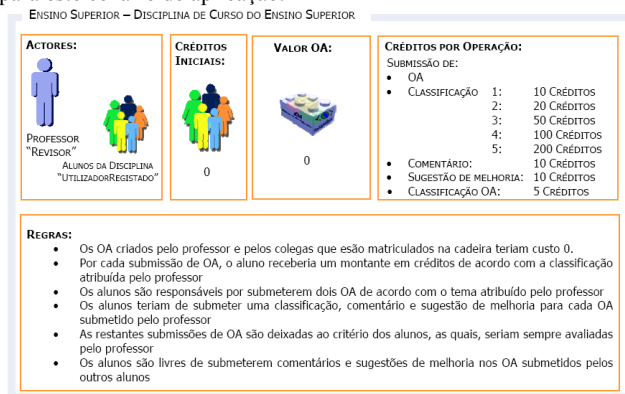 ENSINO SUPERIOR – DISCIPLINA DE CURSO DO ENSINO SUPERIOR
ACTORES:
PROFESSOR
"REVISOR"
ALUNOS DA DISCIPLINA
"UTILIZADORREGISTADO"
CRÉDITOS
INICIAIS:
0
VALOR OA:
0
CRÉDITOS POR OPERAÇÃO:
SUBMISSÃO DE:
• OA
• CLASSIFICAÇÃO 1: 10 CRÉDITOS
2: 20 CRÉDITOS
3: 50 CRÉDITOS
4: 100 CRÉDITOS
5: 200 CRÉDITOS
• COMENTÁRIO: 10 CRÉDITOS
• SUGESTÃO DE MELHORIA: 10 CRÉDITOS
• CLASSIFICAÇÃO OA: 5 CRÉDITOS
REGRAS:
• Os OA criados pelo professor e pelos colegas que esão matriculados na cadeira teriam custo 0.
• Por cada submissão de OA, o aluno receberia um montante em créditos de acordo com a classificação
atribuída pelo professor
• Os alunos são responsáveis por submeterem dois OA de acordo com o tema atribuído pelo professor
• Os alunos teriam de submeter uma classificação, comentário e sugestão de melhoria para cada OA
submetido pelo professor
• As restantes submissões de OA são deixadas ao critério dos alunos, as quais, seriam sempre avaliadas
pelo professor
• Os alunos são livres de submeterem comentários e sugestões de melhoria nos OA submetidos pelos
outros alunos